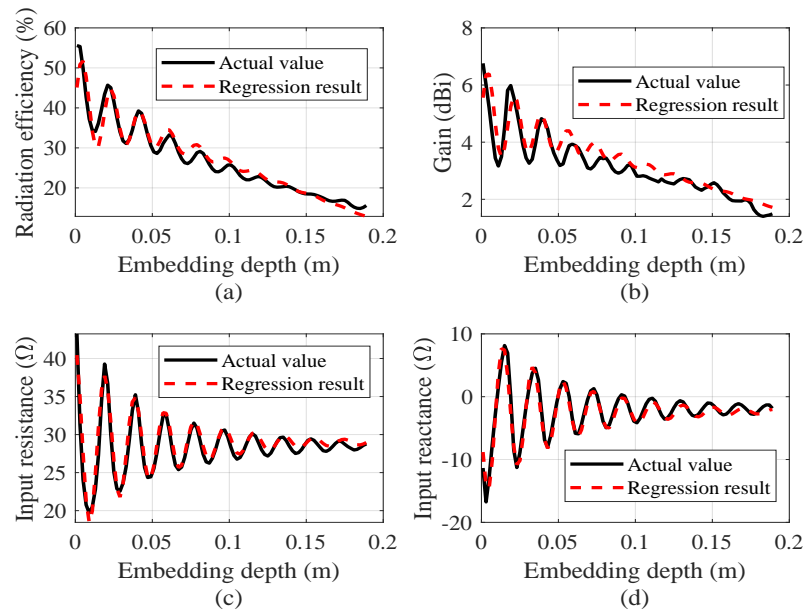 Radiation efficiency (%)
60
50
40
30
20
0
0.05
0.1
0.15
0.2
Actual value
Regression result
Embedding depth (m)
(a)
Gain (dBi)
8
6
4
2
0
0.05
0.1
0.15
0.2
Actual value
Regression result
Embedding depth (m)
(b)
Input resistance (Ω)
40
35
30
25
20
0
0.05
0.1
0.15
0.2
Actual value
Regression result
Embedding depth (m)
(c)
Input reactance (Ω)
10
0
-10
-20
0
0.05
0.1
0.15
0.2
Actual value
Regression result
Embedding depth (m)
(d)